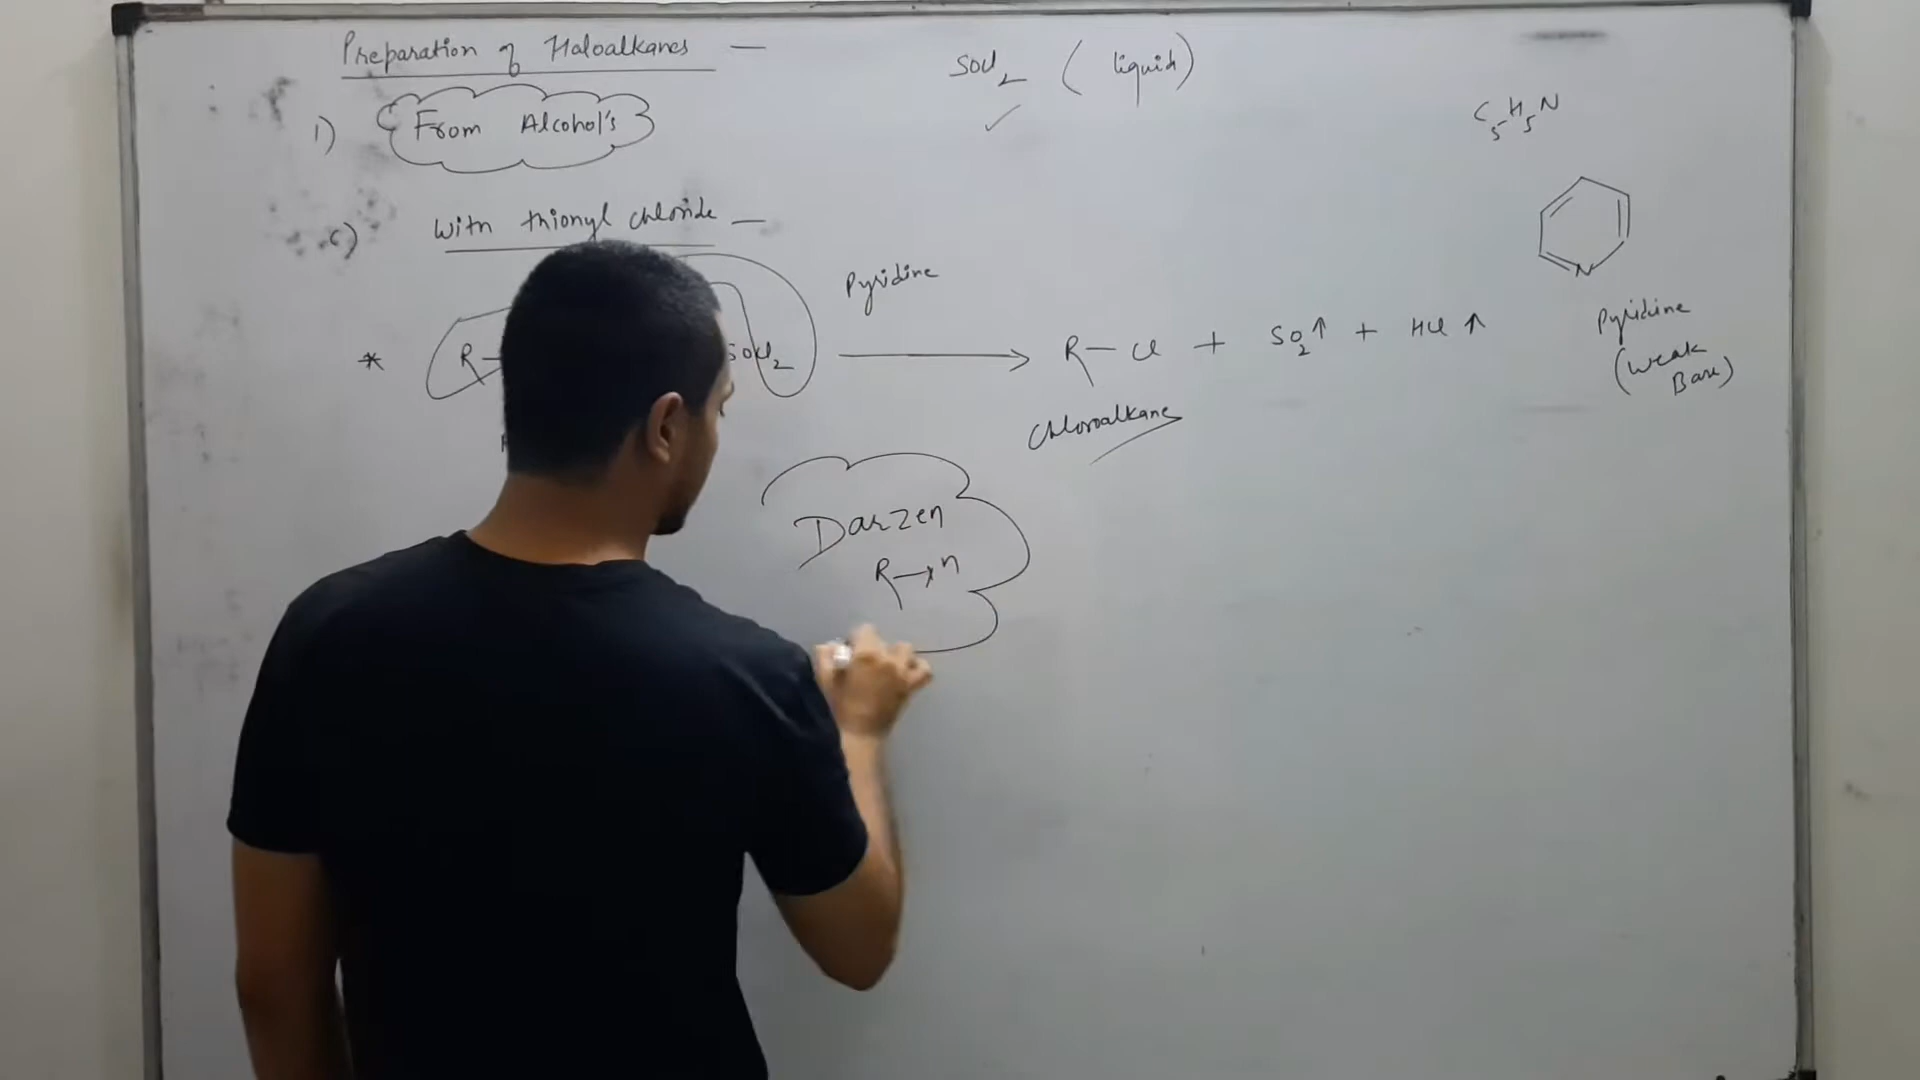 Preparation of Haloalkanes —
SOCl2 (liquid)
C5H5N
1) From Alcohol's
c) With thionyl chloride —
Pyridine
* R— SOCl2 ⟶ R—Cl + SO2↑ + HCl↑
N
Pyridine
(Weak
Base)
Chloroalkane
Darzen
R→xn